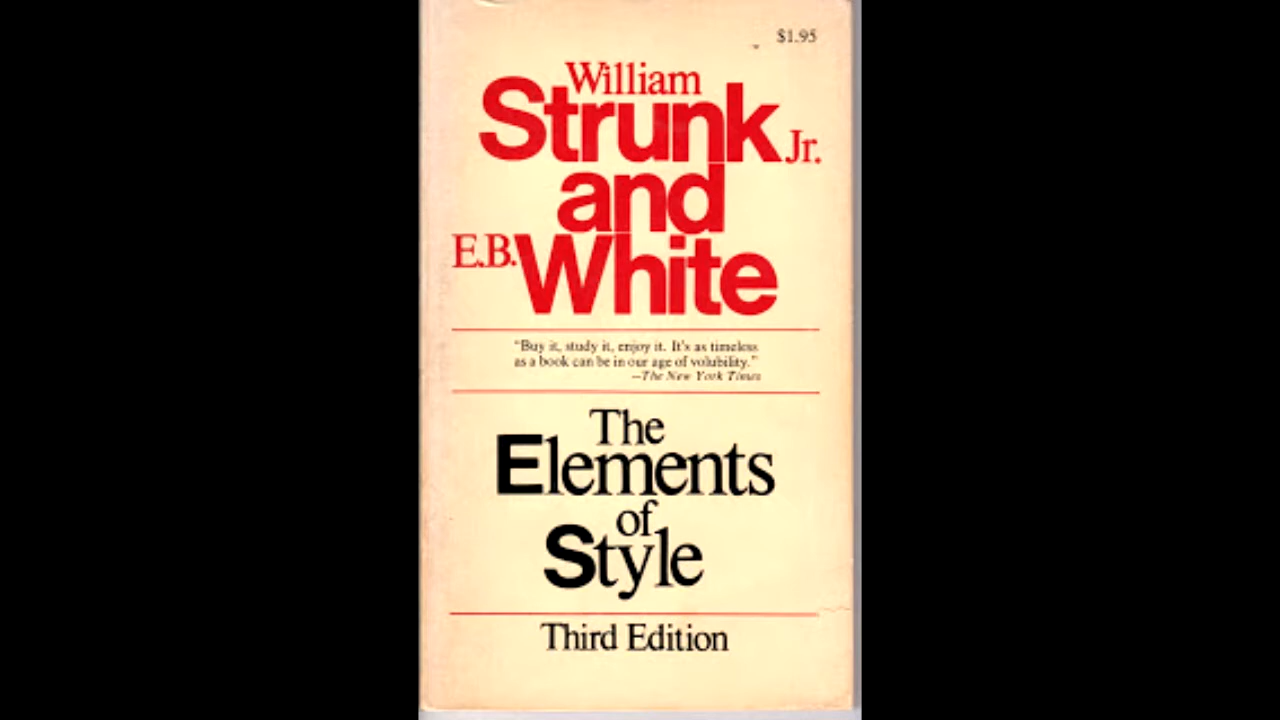 $1.95
William
Strunk Jr.
and
E.B. White
"Buy it, study it, enjoy it. It's as timeless
as a book can be in our age of volubility."
—The New York Times
The
Elements
of
Style
Third Edition